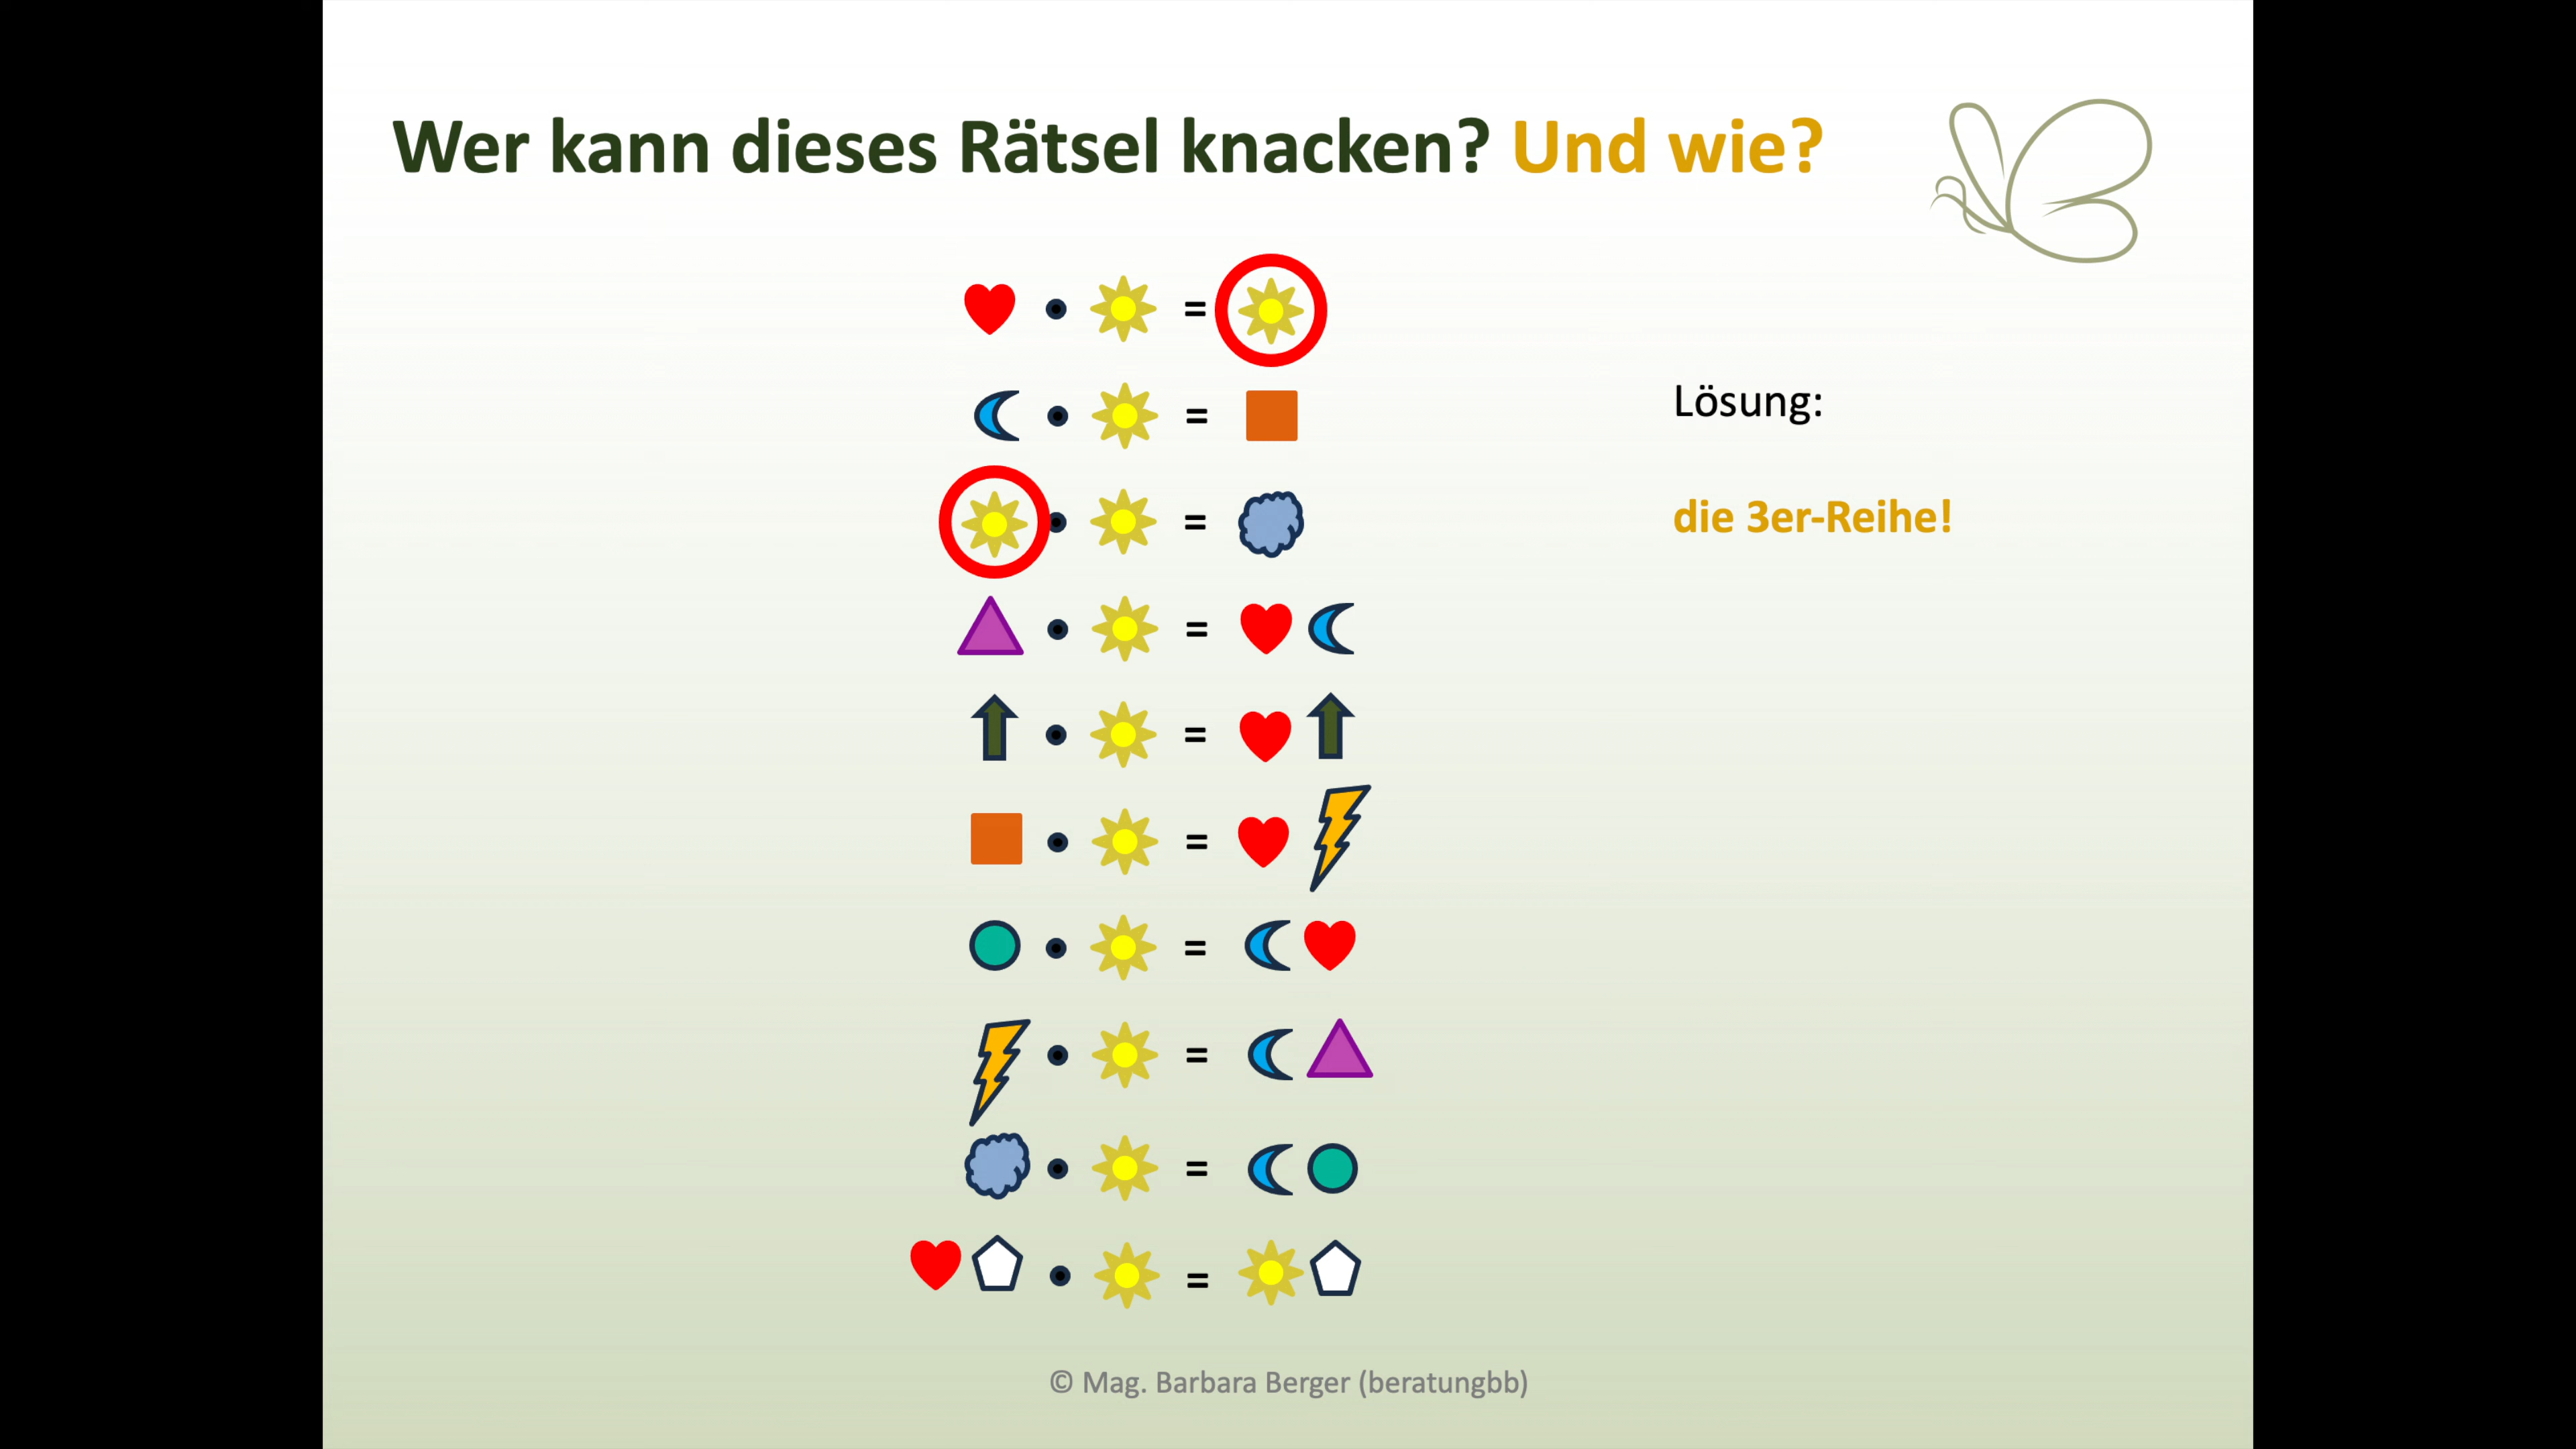 Wer kann dieses Rätsel knacken? Und wie?
=
=
Lösung:
=
die 3er-Reihe!
=
=
=
=
=
=
=
© Mag. Barbara Berger (beratungbb)